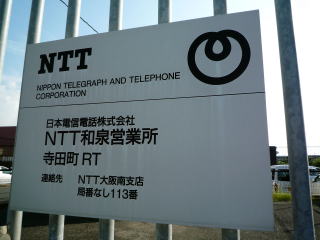 NTT
NIPPON TELEGRAPH AND TELEPHONE
CORPORATION
日本電信電話株式会社
NTT和泉営業所
寺田町RT
連絡先 NTT大阪南支店
局番なし113番